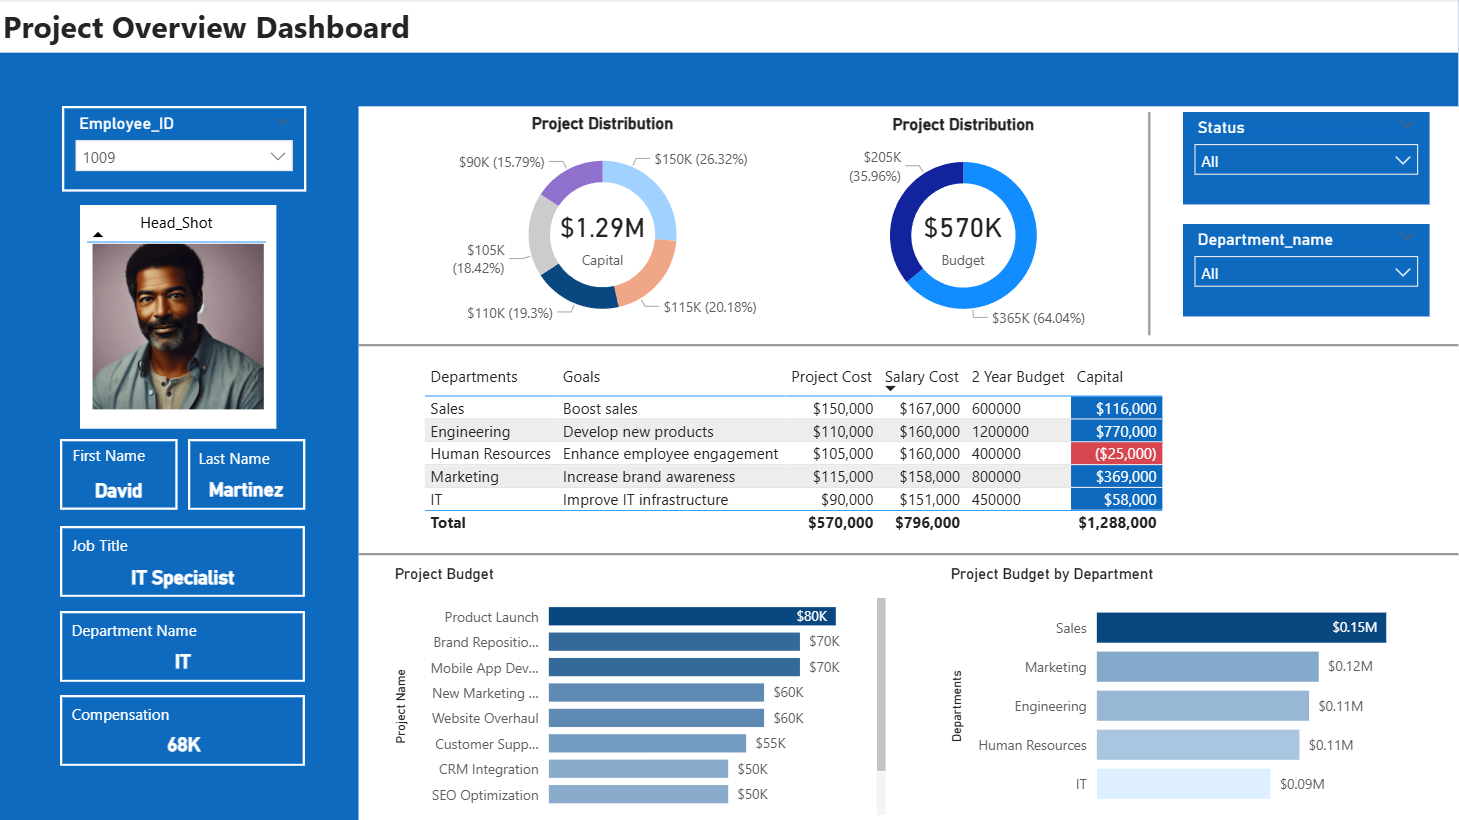 Project Overview Dashboard
Employee_ID
1009
Head_Shot
First Name
David
Last Name
Martinez
Job Title
IT Specialist
Department Name
IT
Compensation
68K
Project Distribution
$90K (15.79%)
$150K (26.32%)
$1.29M
Capital
$105K
(18.42%)
$110K (19.3%)
$115K (20.18%)
Project Distribution
$205K
(35.96%)
$570K
Budget
$365K (64.04%)
Status
All
Department_name
All
Departments Goals Project Cost Salary Cost 2 Year Budget Capital
Sales Boost sales $150,000 $167,000 600000 $116,000
Engineering Develop new products $110,000 $160,000 1200000 $770,000
Human Resources Enhance employee engagement $105,000 $160,000 400000 ($25,000)
Marketing Increase brand awareness $115,000 $158,000 800000 $369,000
IT Improve IT infrastructure $90,000 $151,000 450000 $58,000
Total $570,000 $796,000 $1,288,000
Project Budget
Project Name
Product Launch $80K
Brand Repositio... $70K
Mobile App Dev... $70K
New Marketing ... $60K
Website Overhaul $60K
Customer Supp... $55K
CRM Integration $50K
SEO Optimization $50K
Project Budget by Department
Departments
Sales $0.15M
Marketing $0.12M
Engineering $0.11M
Human Resources $0.11M
IT $0.09M